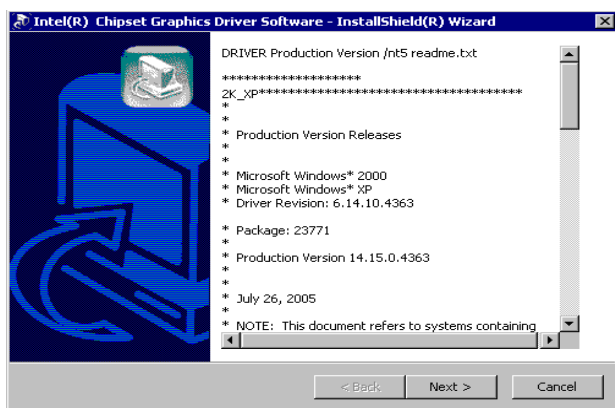 Intel(R) Chipset Graphics Driver Software - InstallShield(R) Wizard
DRIVER Production Version /nt5 readme.txt
*******************
2K_XP************************************
*
*
* Production Version Releases
*
*
* Microsoft Windows* 2000
* Microsoft Windows* XP
* Driver Revision: 6.14.10.4363
* Package: 23771
*
* Production Version 14.15.0.4363
*
*
* July 26, 2005
*
* NOTE: This document refers to systems containing
< Back
Next >
Cancel